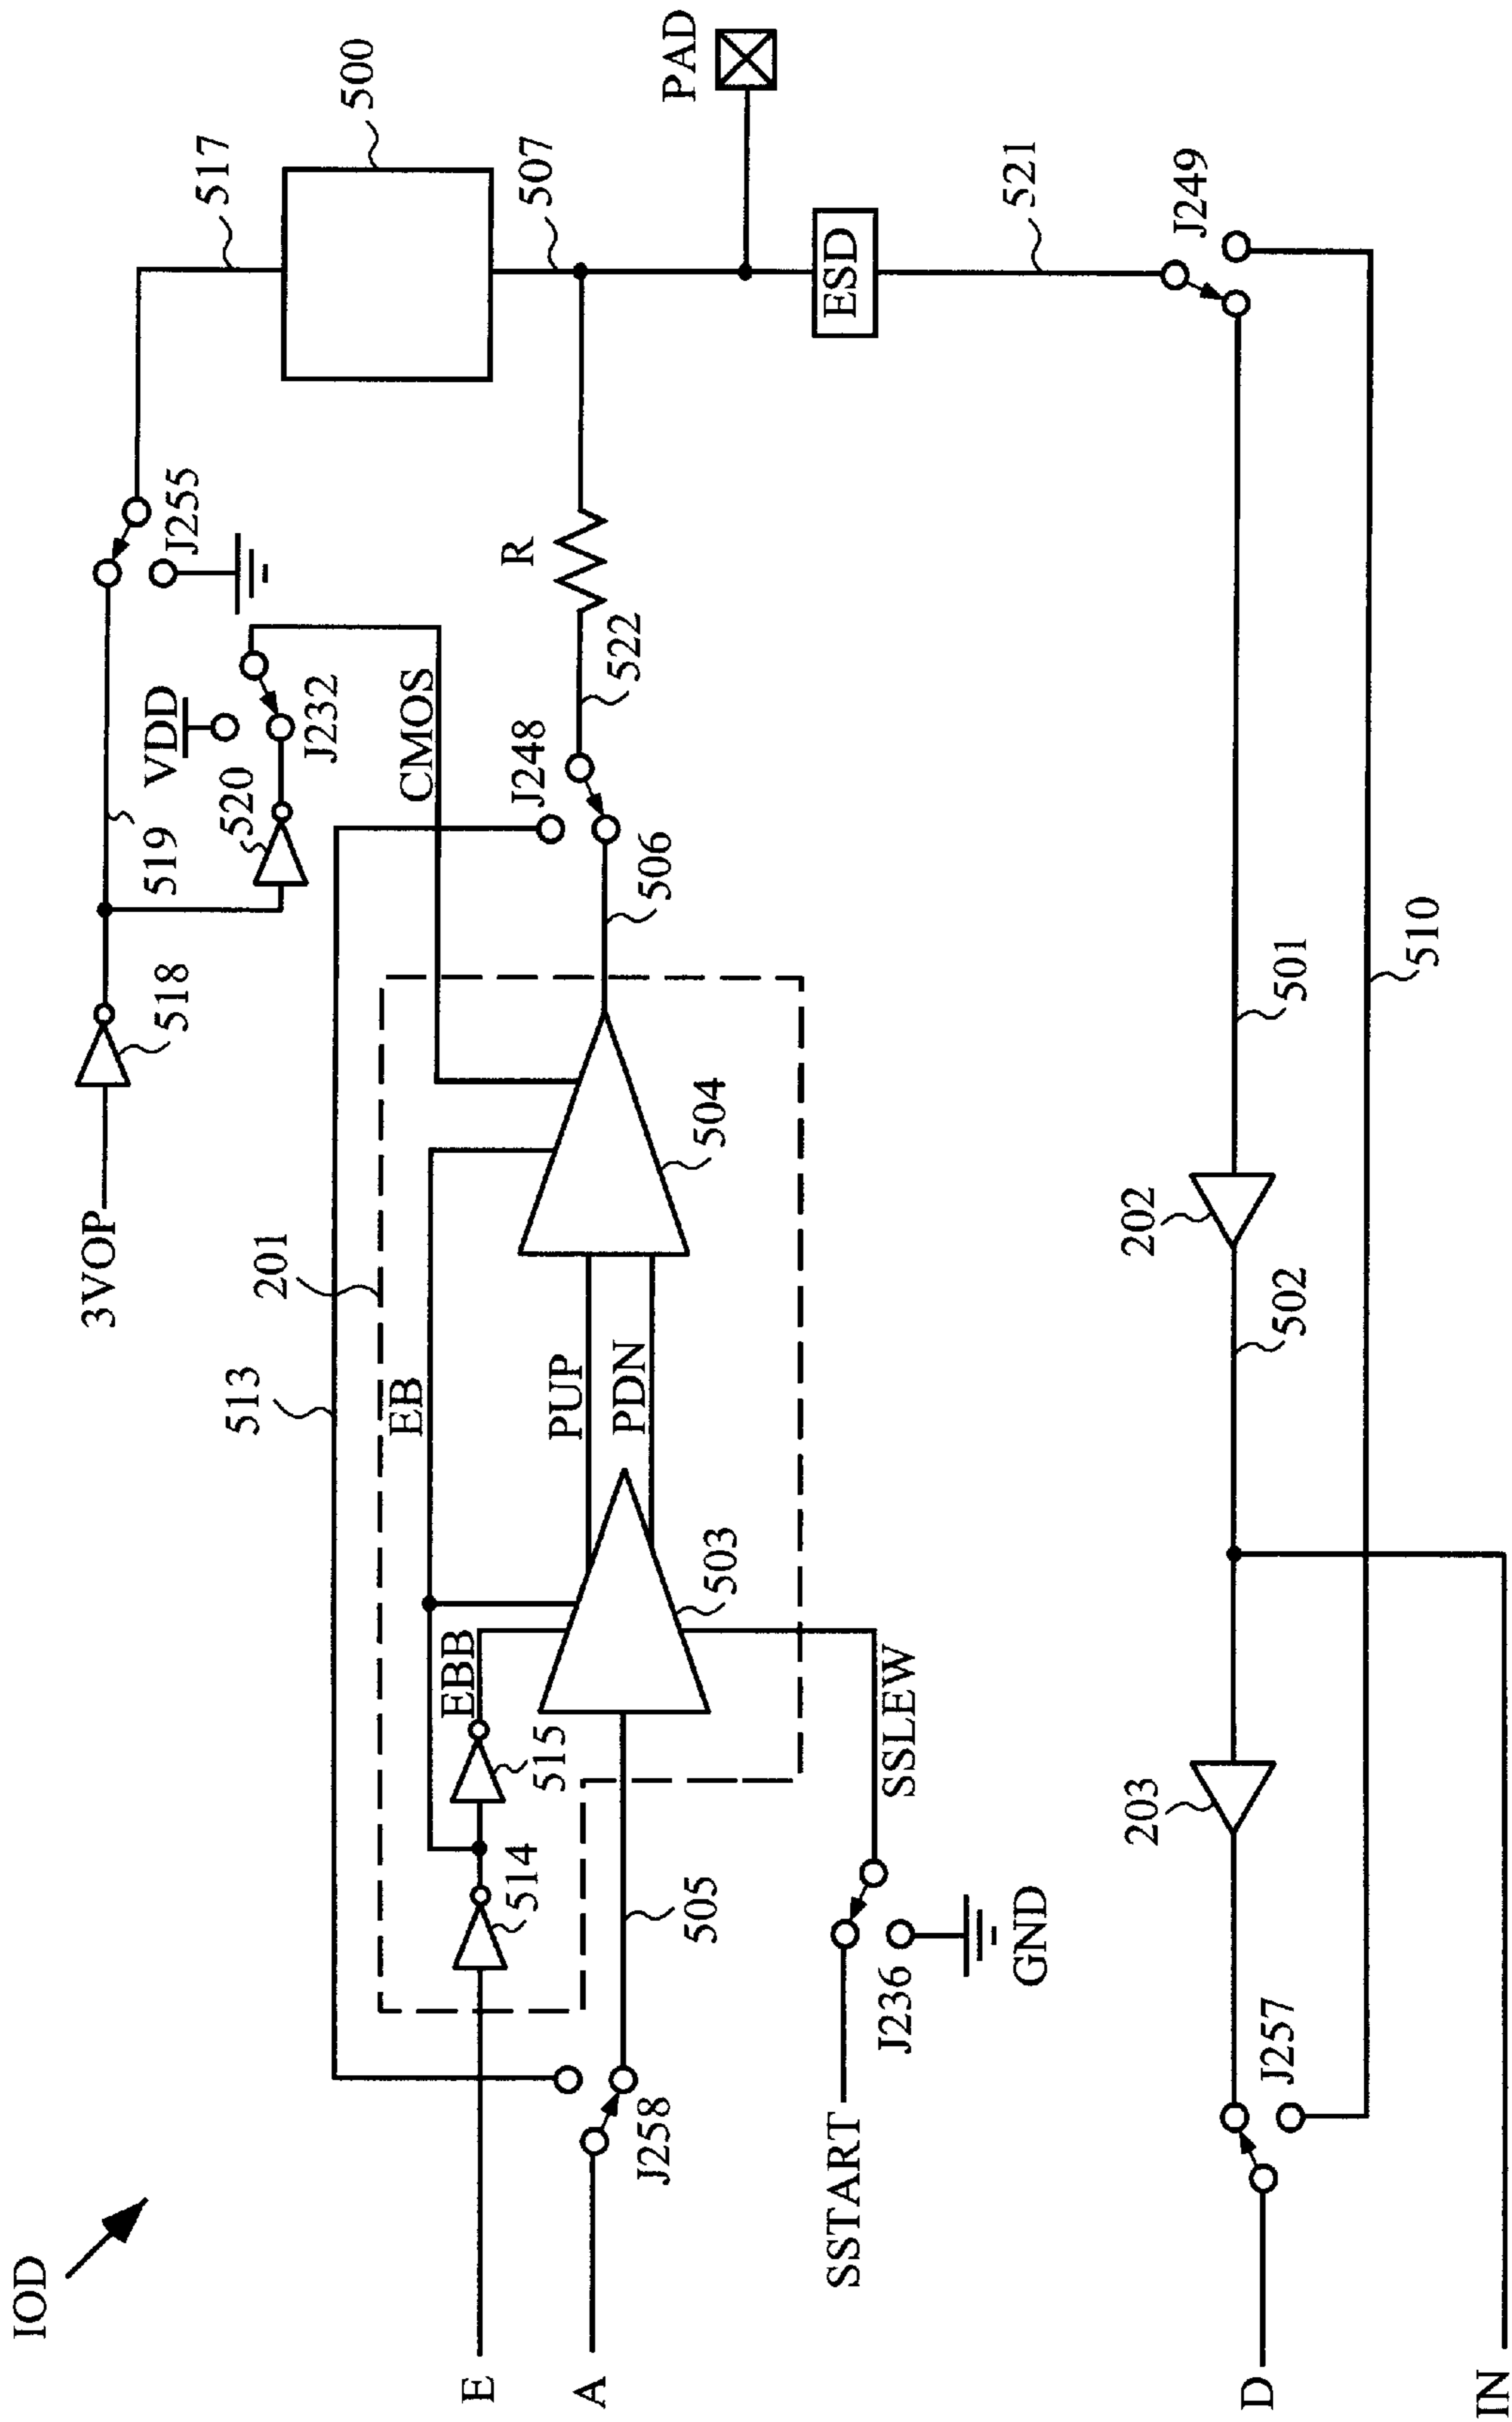 IOD
E
A
D
IN
SSTART
J258
J236
GND
J257
505
514
515
EBB
SSLEW
203
503
EB
513
201
PUP
PDN
3VOP
502
202
504
518
501
510
506
519
520
VDD
J232
CMOS
J248
522
R
J255
517
500
507
PAD
ESD
521
J249